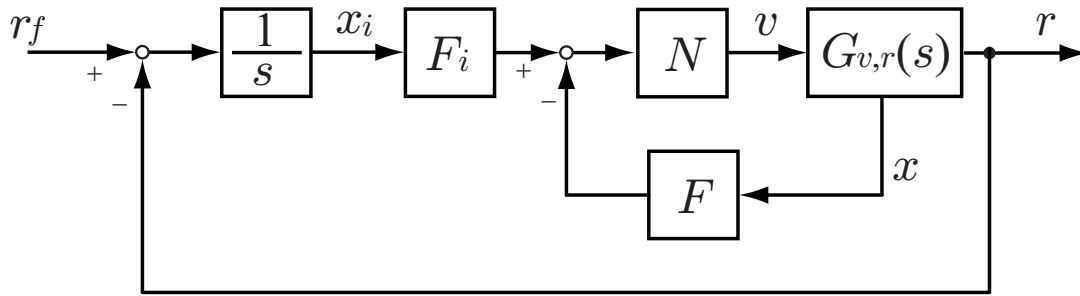 r_f + − 1/s x_i F_i + − N v G_{v,r}(s) r
F x